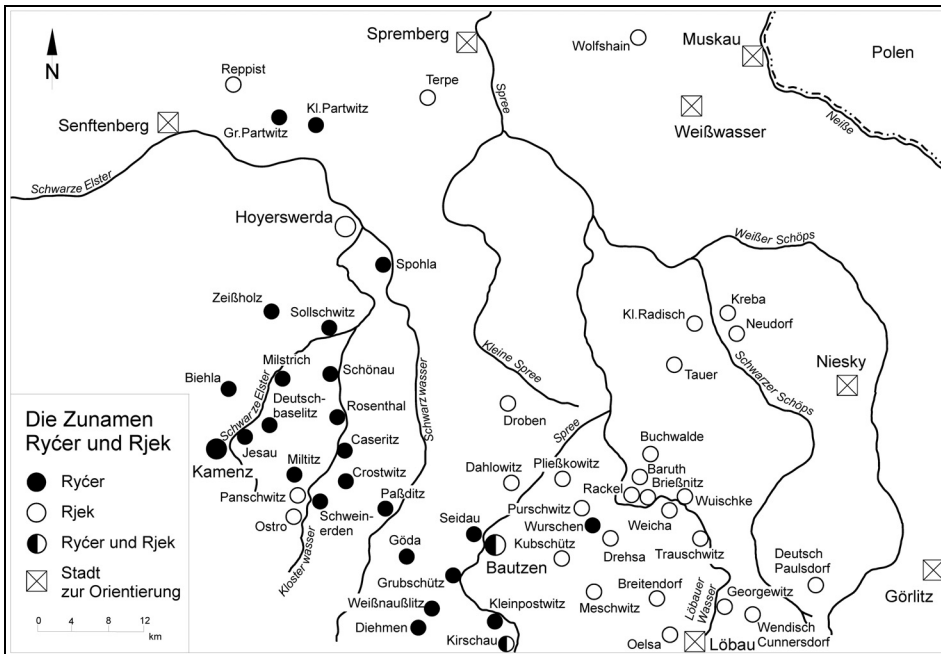 N
Spremberg
Wolfshain
Muskau
Polen
Reppist
Terpe
Spree
Kl.Partwitz
Gr.Partwitz
Senftenberg
Weißwasser
Neiße
Schwarze Elster
Hoyerswerda
Weißer Schöps
Spohla
Zeißholz
Sollschwitz
Kreba
Kl.Radisch
Neudorf
Kleine Spree
Milstrich
Schönau
Tauer
Schwarzer Schöps
Niesky
Biehla
Schwarze Elster
Deutsch-
baselitz
Rosenthal
Schwarzwasser
Droben
Spree
Die Zunamen
Ryćer und Rjek
Ryćer
Rjek
Ryćer und Rjek
Stadt
zur Orientierung
0 4 8 12
km
Kamenz
Jesau
Caseritz
Buchwalde
Miltitz
Crostwitz
Dahlowitz
Pließkowitz
Baruth
Brießnitz
Panschwitz
Paßditz
Rackel
Wuischke
Ostro
Schwein-
erden
Klosterwasser
Seidau
Purschwitz
Wurschen
Weicha
Göda
Bautzen
Kubschütz
Drehsa
Trauschwitz
Deutsch
Paulsdorf
Görlitz
Grubschütz
Weißnaußlitz
Kleinpostwitz
Meschwitz
Breitendorf
Löbauer
Wasser
Georgewitz
Diehmen
Kirschau
Oelsa
Löbau
Wendisch
Cunnersdorf